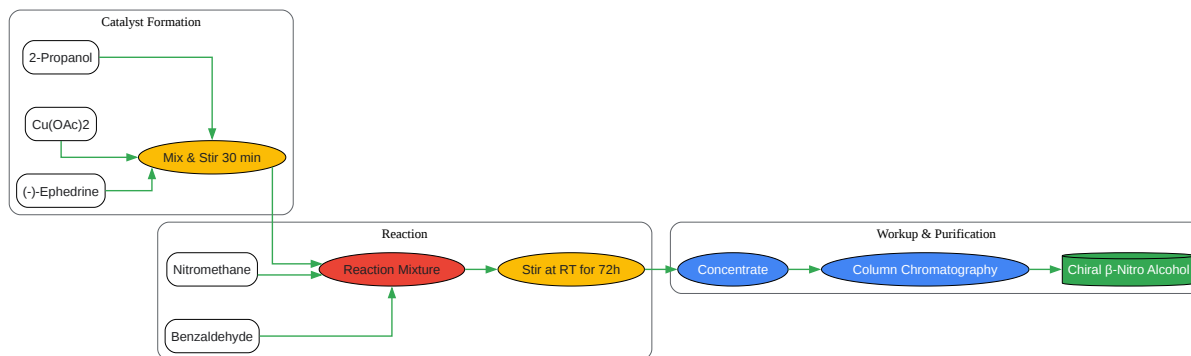 Catalyst Formation
2-Propanol
Cu(OAc)2
Mix & Stir 30 min
(-)-Ephedrine
Reaction
Nitromethane
Reaction Mixture
Stir at RT for 72h
Benzaldehyde
Workup & Purification
Concentrate
Column Chromatography
Chiral β-Nitro Alcohol